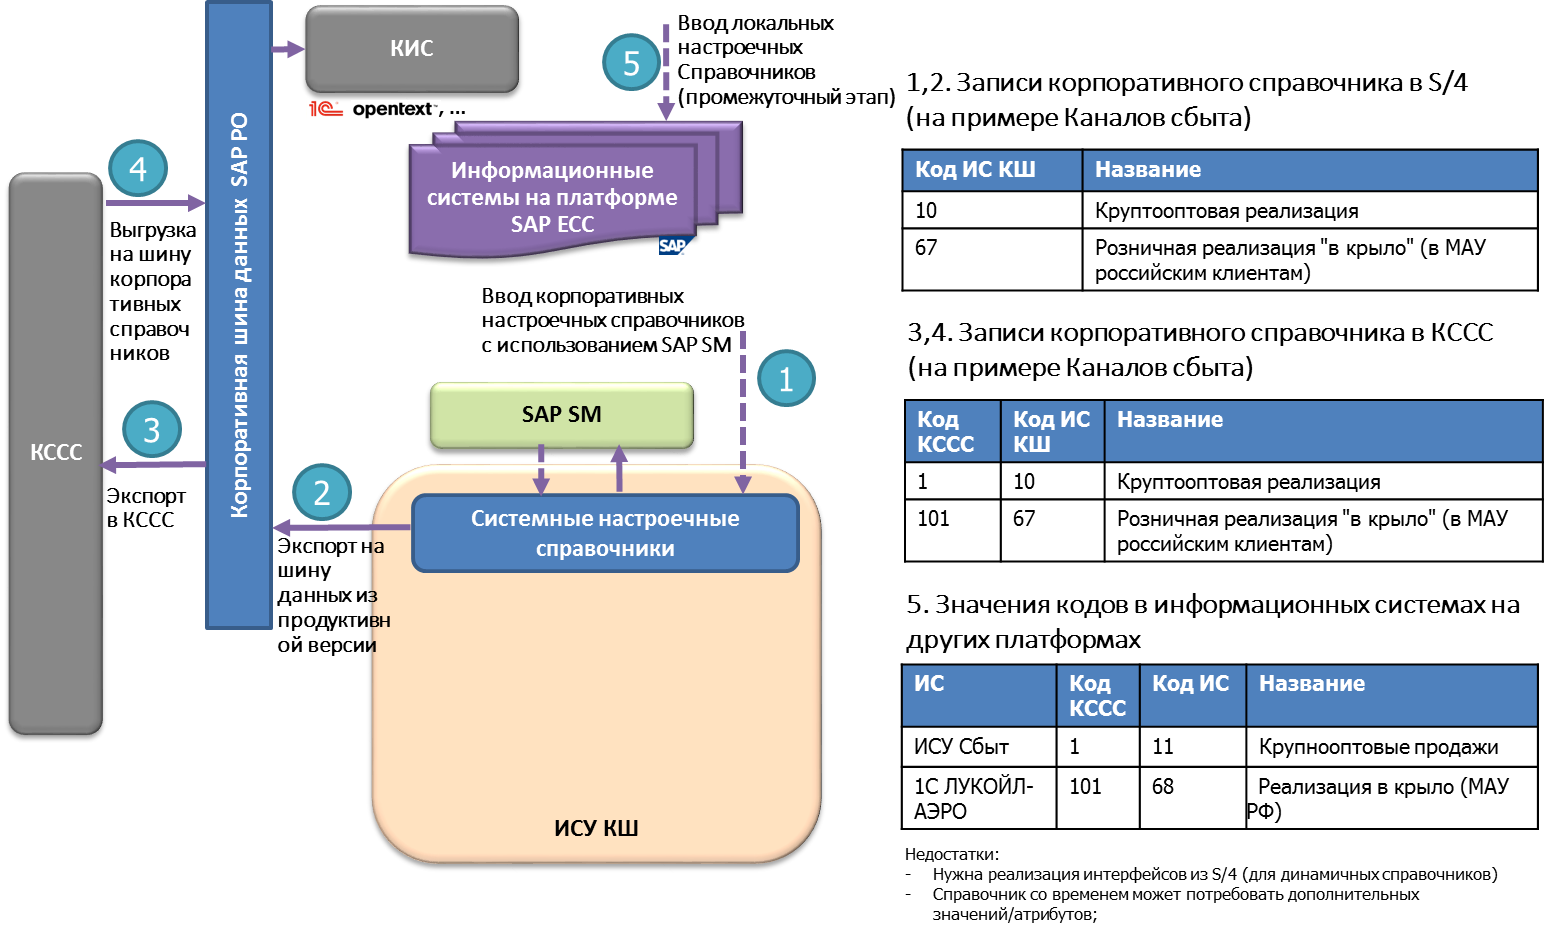 КИС
1С opentext™, ...
5
Ввод локальных
настроечных
Справочников
(промежуточный этап)
Информационные
системы на платформе
SAP ECC
SAP
4
Выгрузка
на шину
корпора
тивных
справоч
ников
Корпоративная шина данных SAP PO
КССС
3
Экспорт
в КССС
Ввод корпоративных
настроечных справочников
с использованием SAP SM
1
SAP SM
2
Экспорт на
шину
данных из
продуктивн
ой версии
Системные настроечные
справочники
ИСУ КШ
1,2. Записи корпоративного справочника в S/4
(на примере Каналов сбыта)
Код ИС КШ Название
10 Круптооптовая реализация
67 Розничная реализация "в крыло" (в МАУ
российским клиентам)
3,4. Записи корпоративного справочника в КССС
(на примере Каналов сбыта)
Код Код ИС Название
КССС КШ
1 10 Круптооптовая реализация
101 67 Розничная реализация "в крыло" (в МАУ
российским клиентам)
5. Значения кодов в информационных системах на
других платформах
ИС Код Код ИС Название
КССС
ИСУ Сбыт 1 11 Крупнооптовые продажи
1С ЛУКОЙЛ- 101 68 Реализация в крыло (МАУ
АЭРО РФ)
Недостатки:
- Нужна реализация интерфейсов из S/4 (для динамичных справочников)
- Справочник со временем может потребовать дополнительных
значений/атрибутов;